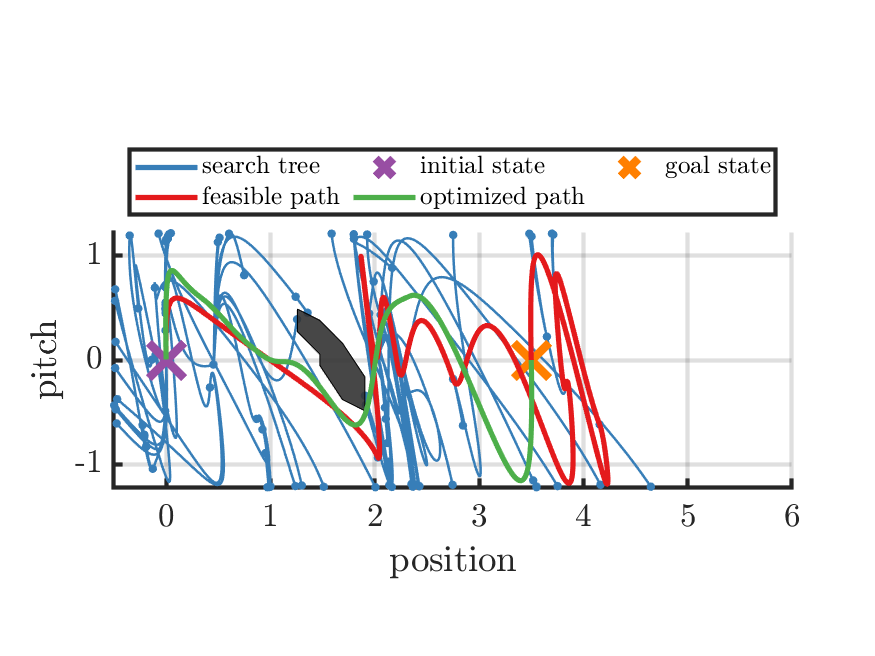 search tree initial state goal state
feasible path optimized path
1
0
-1
pitch
0 1 2 3 4 5 6
position